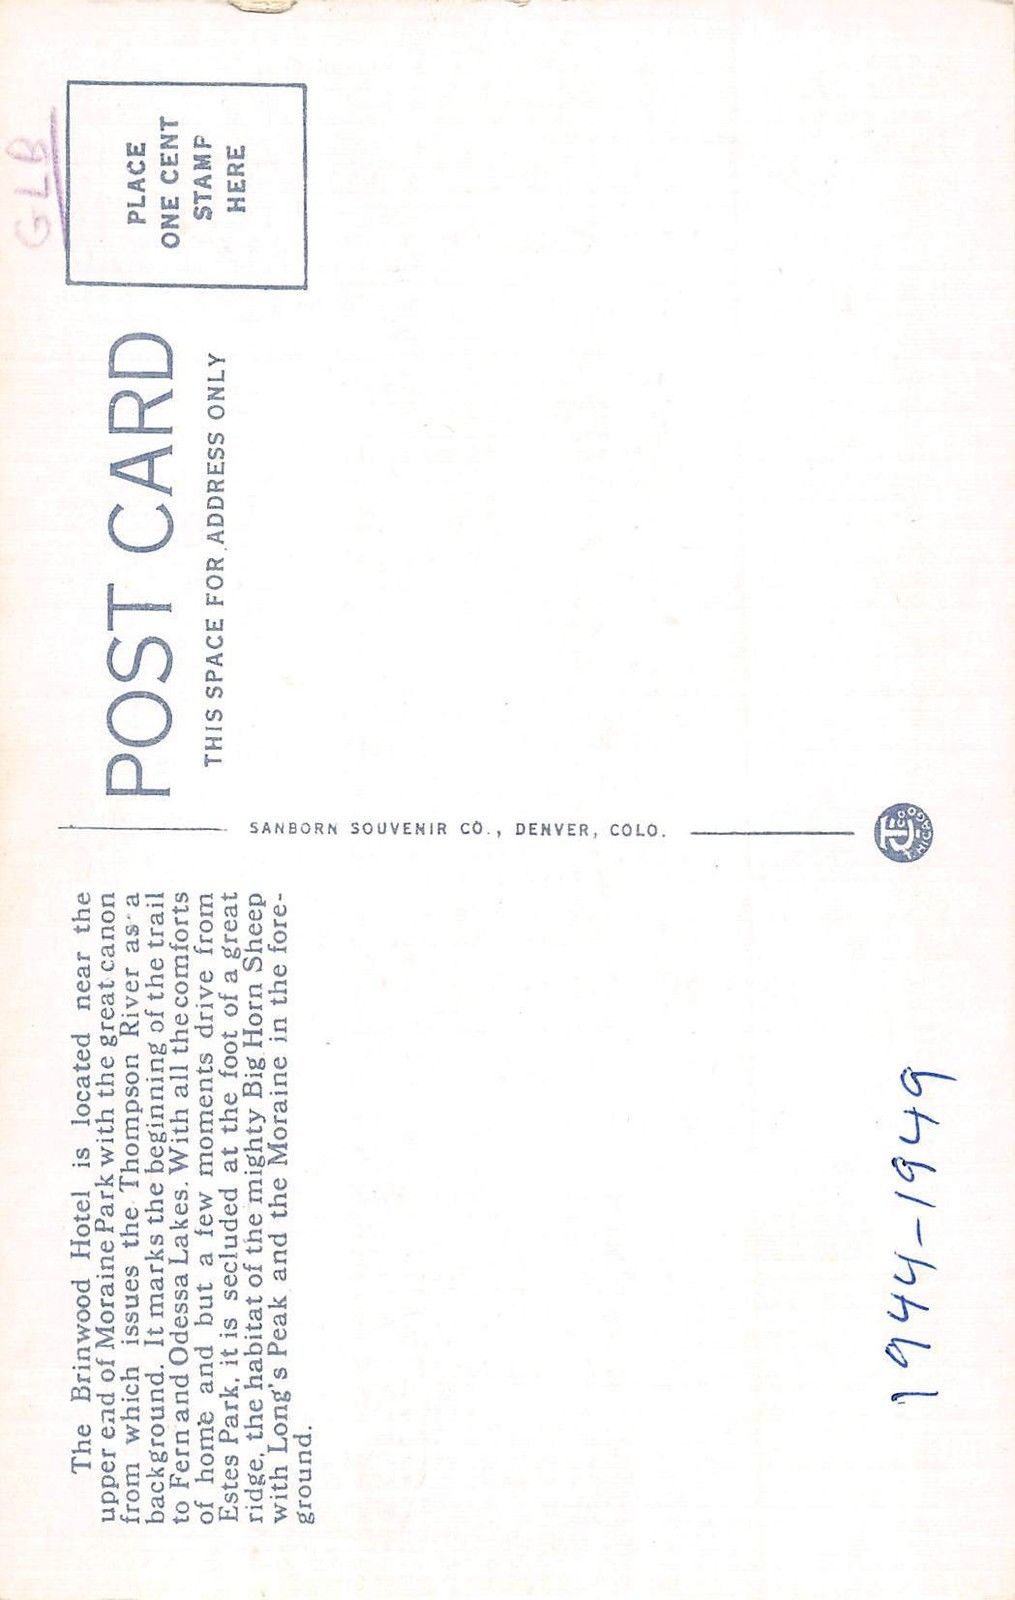 The Brinwood Hotel is located near the
upper end of Moraine Park with the great canon
from which issues the Thompson River as a
background. It marks the beginning of the trail
to Fern and Odessa Lakes. With all the comforts
of home and but a few moments drive from
Estes Park, it is secluded at the foot of a great
ridge, the habitat of the mighty Big Horn Sheep
with Long's Peak and the Moraine in the fore-
ground.
1944-1949
SANBORN SOUVENIR CO., DENVER, COLO.
POST CARD
THIS SPACE FOR ADDRESS ONLY
GLB
PLACE
ONE CENT
STAMP
HERE